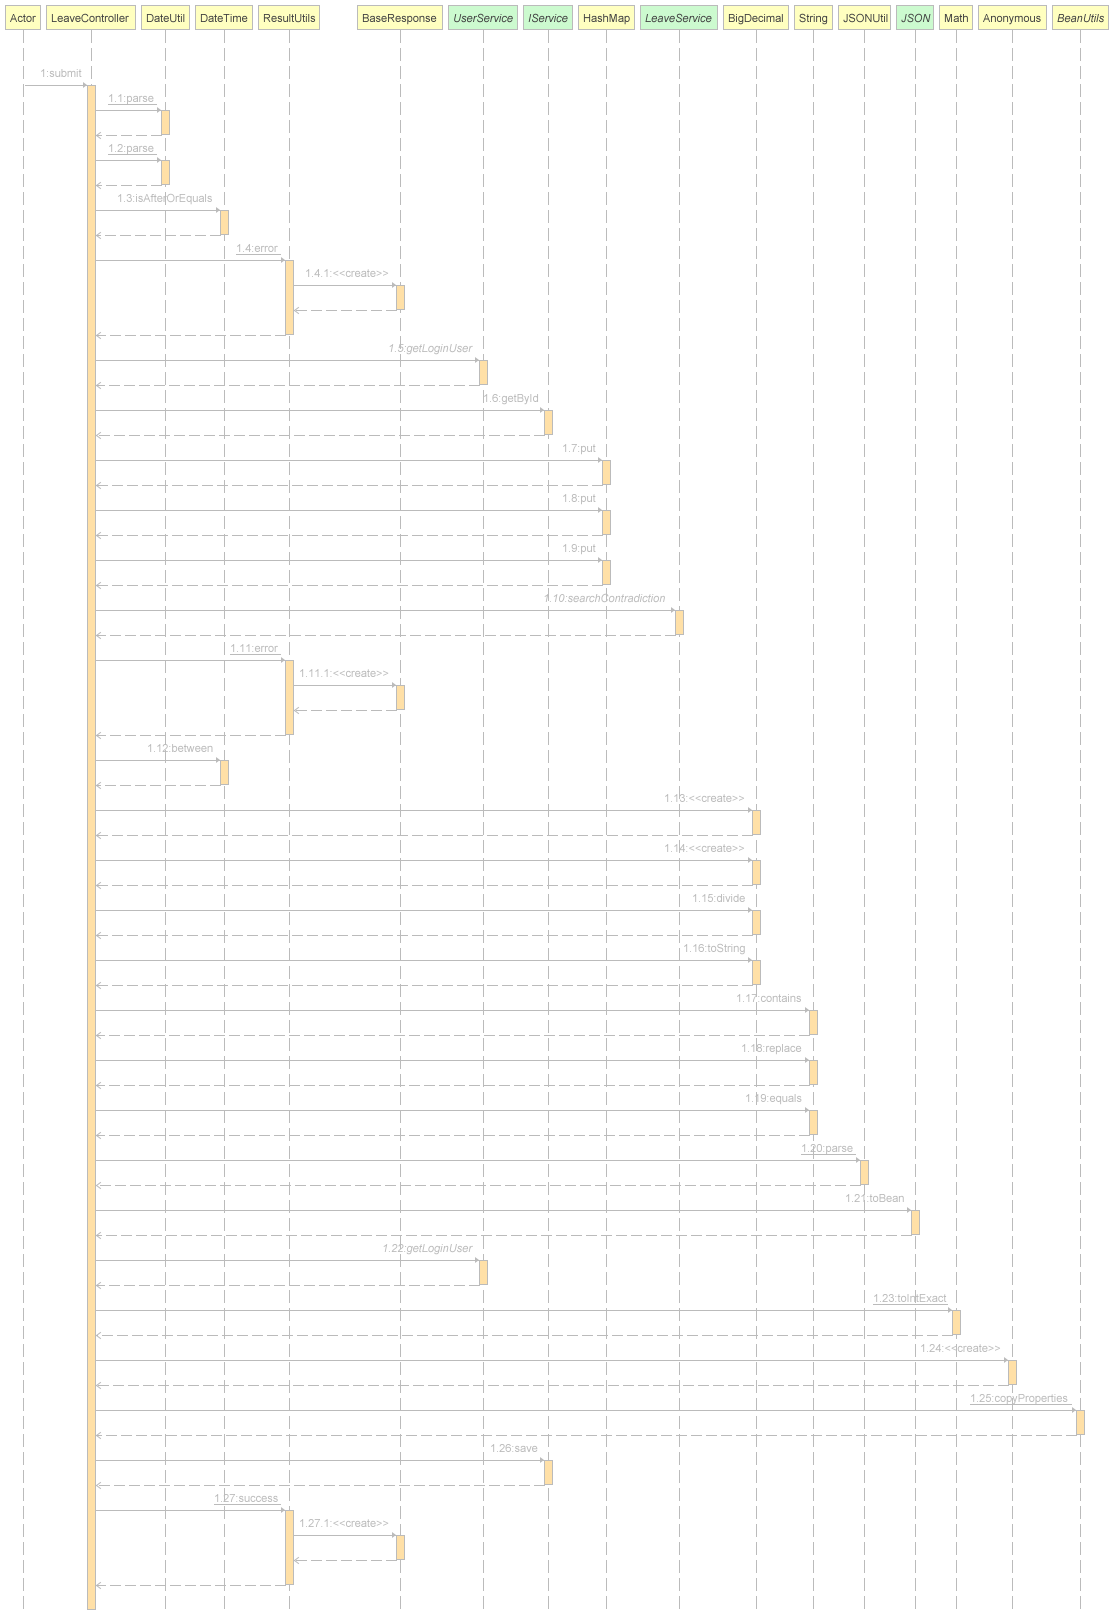 Actor LeaveController DateUtil DateTime ResultUtils BaseResponse UserService IService HashMap LeaveService BigDecimal String JSONUtil JSON Math Anonymous BeanUtils
1:submit
1.1:parse
1.2:parse
1.3:isAfterOrEquals
1.4:error
1.4.1:<<create>>
1.5:getLoginUser
1.6:getById
1.7:put
1.8:put
1.9:put
1.10:searchContradiction
1.11:error
1.11.1:<<create>>
1.12:between
1.13:<<create>>
1.14:<<create>>
1.15:divide
1.16:toString
1.17:contains
1.18:replace
1.19:equals
1.20:parse
1.21:toBean
1.22:getLoginUser
1.23:toIntExact
1.24:<<create>>
1.25:copyProperties
1.26:save
1.27:success
1.27.1:<<create>>